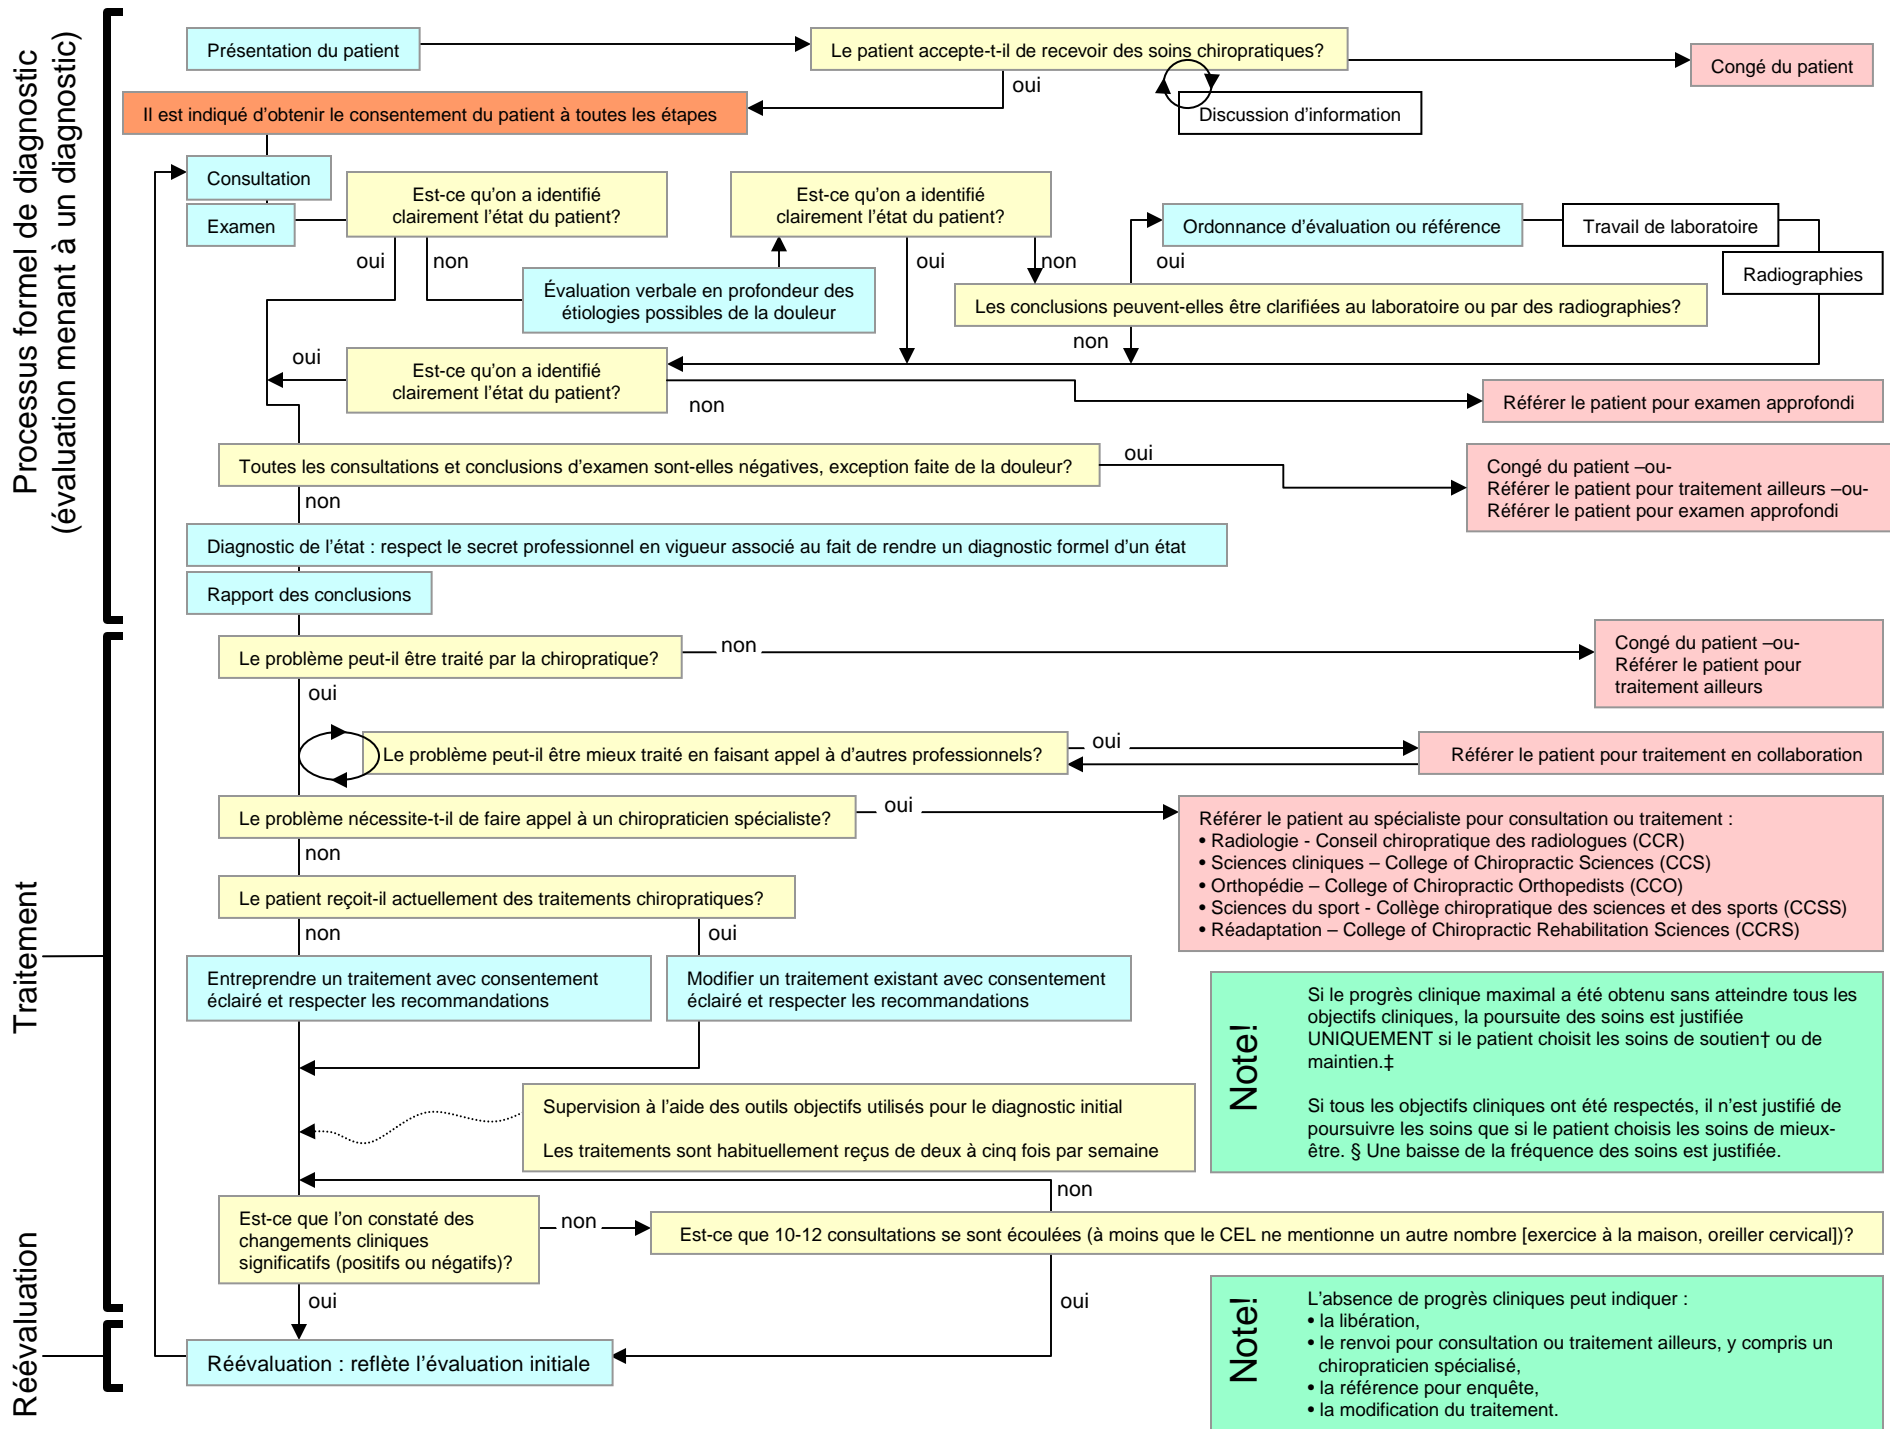 Processus formel de diagnostic
(évaluation menant à un diagnostic)
Présentation du patient
Le patient accepte-t-il de recevoir des soins chiropratiques?
Congé du patient
oui
Discussion d'information
Il est indiqué d'obtenir le consentement du patient à toutes les étapes
Consultation
Examen
Est-ce qu'on a identifié
clairement l'état du patient?
oui
non
Évaluation verbale en profondeur des
étiologies possibles de la douleur
Est-ce qu'on a identifié
clairement l'état du patient?
oui
non
Ordonnance d'évaluation ou référence
Travail de laboratoire
Radiographies
oui
Les conclusions peuvent-elles être clarifiées au laboratoire ou par des radiographies?
non
oui
Est-ce qu'on a identifié
clairement l'état du patient?
non
Référer le patient pour examen approfondi
Toutes les consultations et conclusions d'examen sont-elles négatives, exception faite de la douleur?
oui
Congé du patient –ou-
Référer le patient pour traitement ailleurs –ou-
Référer le patient pour examen approfondi
non
Diagnostic de l'état : respect le secret professionnel en vigueur associé au fait de rendre un diagnostic formel d'un état
Rapport des conclusions
Traitement
Le problème peut-il être traité par la chiropratique?
non
Congé du patient –ou-
Référer le patient pour
traitement ailleurs
oui
Le problème peut-il être mieux traité en faisant appel à d'autres professionnels?
oui
Référer le patient pour traitement en collaboration
Le problème nécessite-t-il de faire appel à un chiropraticien spécialiste?
oui
Référer le patient au spécialiste pour consultation ou traitement :
• Radiologie - Conseil chiropratique des radiologues (CCR)
• Sciences cliniques – College of Chiropractic Sciences (CCS)
• Orthopédie – College of Chiropractic Orthopedists (CCO)
• Sciences du sport - Collège chiropratique des sciences et des sports (CCSS)
• Réadaptation – College of Chiropractic Rehabilitation Sciences (CCRS)
non
Le patient reçoit-il actuellement des traitements chiropratiques?
non
oui
Entreprendre un traitement avec consentement
éclairé et respecter les recommandations
Modifier un traitement existant avec consentement
éclairé et respecter les recommandations
Note!
Si le progrès clinique maximal a été obtenu sans atteindre tous les
objectifs cliniques, la poursuite des soins est justifiée
UNIQUEMENT si le patient choisit les soins de soutien† ou de
maintien.‡
Si tous les objectifs cliniques ont été respectés, il n'est justifié de
poursuivre les soins que si le patient choisis les soins de mieux-
être. § Une baisse de la fréquence des soins est justifiée.
Supervision à l'aide des outils objectifs utilisés pour le diagnostic initial
Les traitements sont habituellement reçus de deux à cinq fois par semaine
non
Est-ce que l'on constaté des
changements cliniques
significatifs (positifs ou négatifs)?
non
Est-ce que 10-12 consultations se sont écoulées (à moins que le CEL ne mentionne un autre nombre [exercice à la maison, oreiller cervical])?
oui
oui
Réévaluation
Réévaluation : reflète l'évaluation initiale
Note!
L'absence de progrès cliniques peut indiquer :
• la libération,
• le renvoi pour consultation ou traitement ailleurs, y compris un
chiropraticien spécialisé,
• la référence pour enquête,
• la modification du traitement.